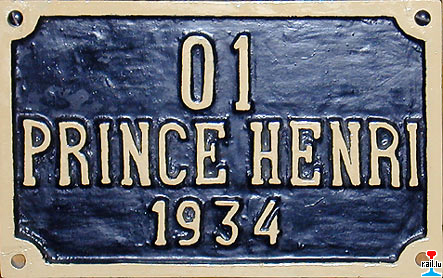 01
PRINCE HENRI
1934
rail.lu